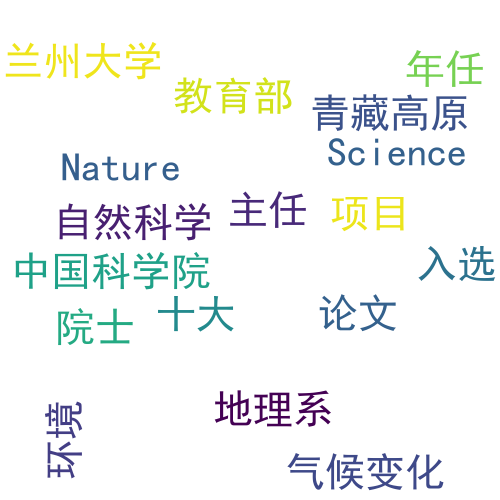 兰州大学
年任
教育部
青藏高原
Science
Nature
自然科学
主任
项目
中国科学院
入选
院士
十大
论文
环境
地理系
气候变化